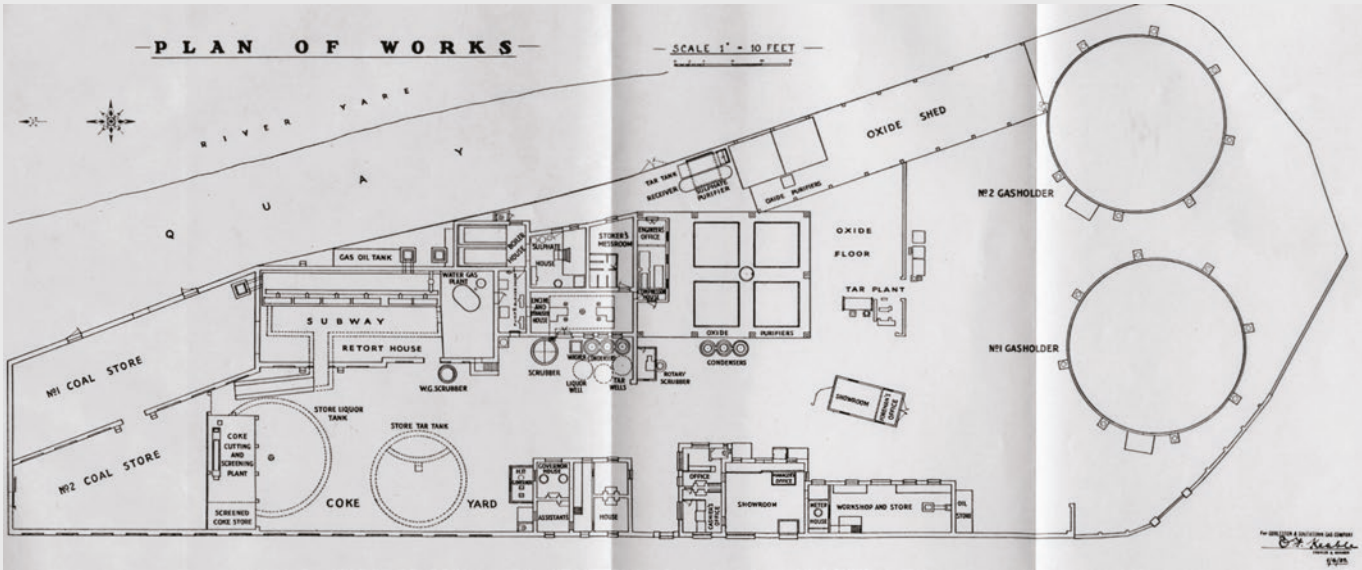 PLAN OF WORKS
SCALE 1" = 10 FEET
RIVER YARE
QUAY
TAR TANK
RECEIVER
SULPHATE
PURIFIER
OXIDE SHED
OXIDE PURIFIERS
Nº2 GASHOLDER
OXIDE
FLOOR
TAR PLANT
Nº1 GASHOLDER
GAS OIL TANK
BOILER
HOUSE
SULPHATE
HOUSE
STOKER'S
MESSROOM
ENGINEERS
OFFICE
WATER GAS
PLANT
SUBWAY
RETORT HOUSE
ENGINE
AND
EXHAUSTER
HOUSE
OXIDE
PURIFIERS
W.G. SCRUBBER
SCRUBBER
WASHER
CONDENSERS
LIQUOR
WELL
TAR
WELLS
ROTARY
SCRUBBER
CONDENSERS
Nº1 COAL STORE
Nº2 COAL STORE
STORE LIQUOR
TANK
STORE TAR TANK
COKE
CUTTING
AND
SCREENING
PLANT
SCREENED
COKE STORE
COKE YARD
GOVERNOR
HOUSE
ASSISTANTS
HOUSE
OFFICE
SHOWROOM
METER
HOUSE
WORKSHOP AND STORE
OIL
STORE
SHOWROOM
FOREMAN'S
OFFICE